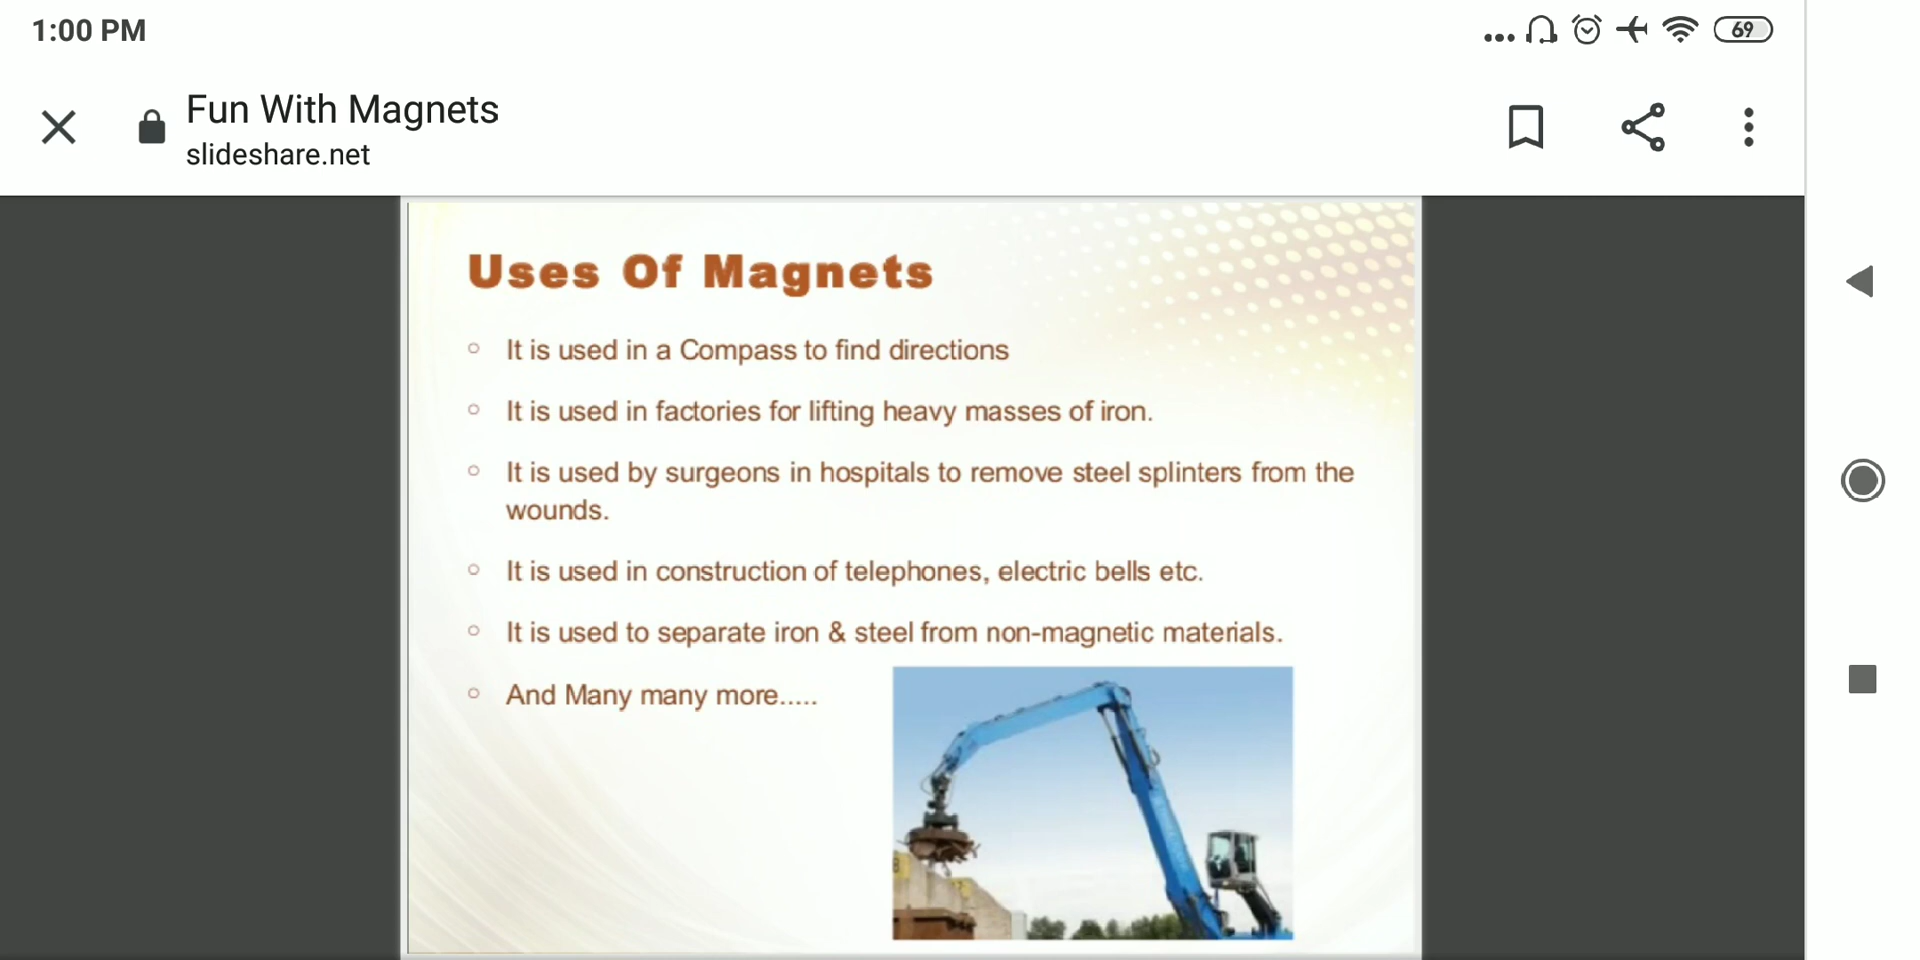 1:00 PM
69
Fun With Magnets
slideshare.net
Uses Of Magnets
It is used in a Compass to find directions
It is used in factories for lifting heavy masses of iron.
It is used by surgeons in hospitals to remove steel splinters from the
wounds.
It is used in construction of telephones, electric bells etc.
It is used to separate iron & steel from non-magnetic materials.
And Many many more.....